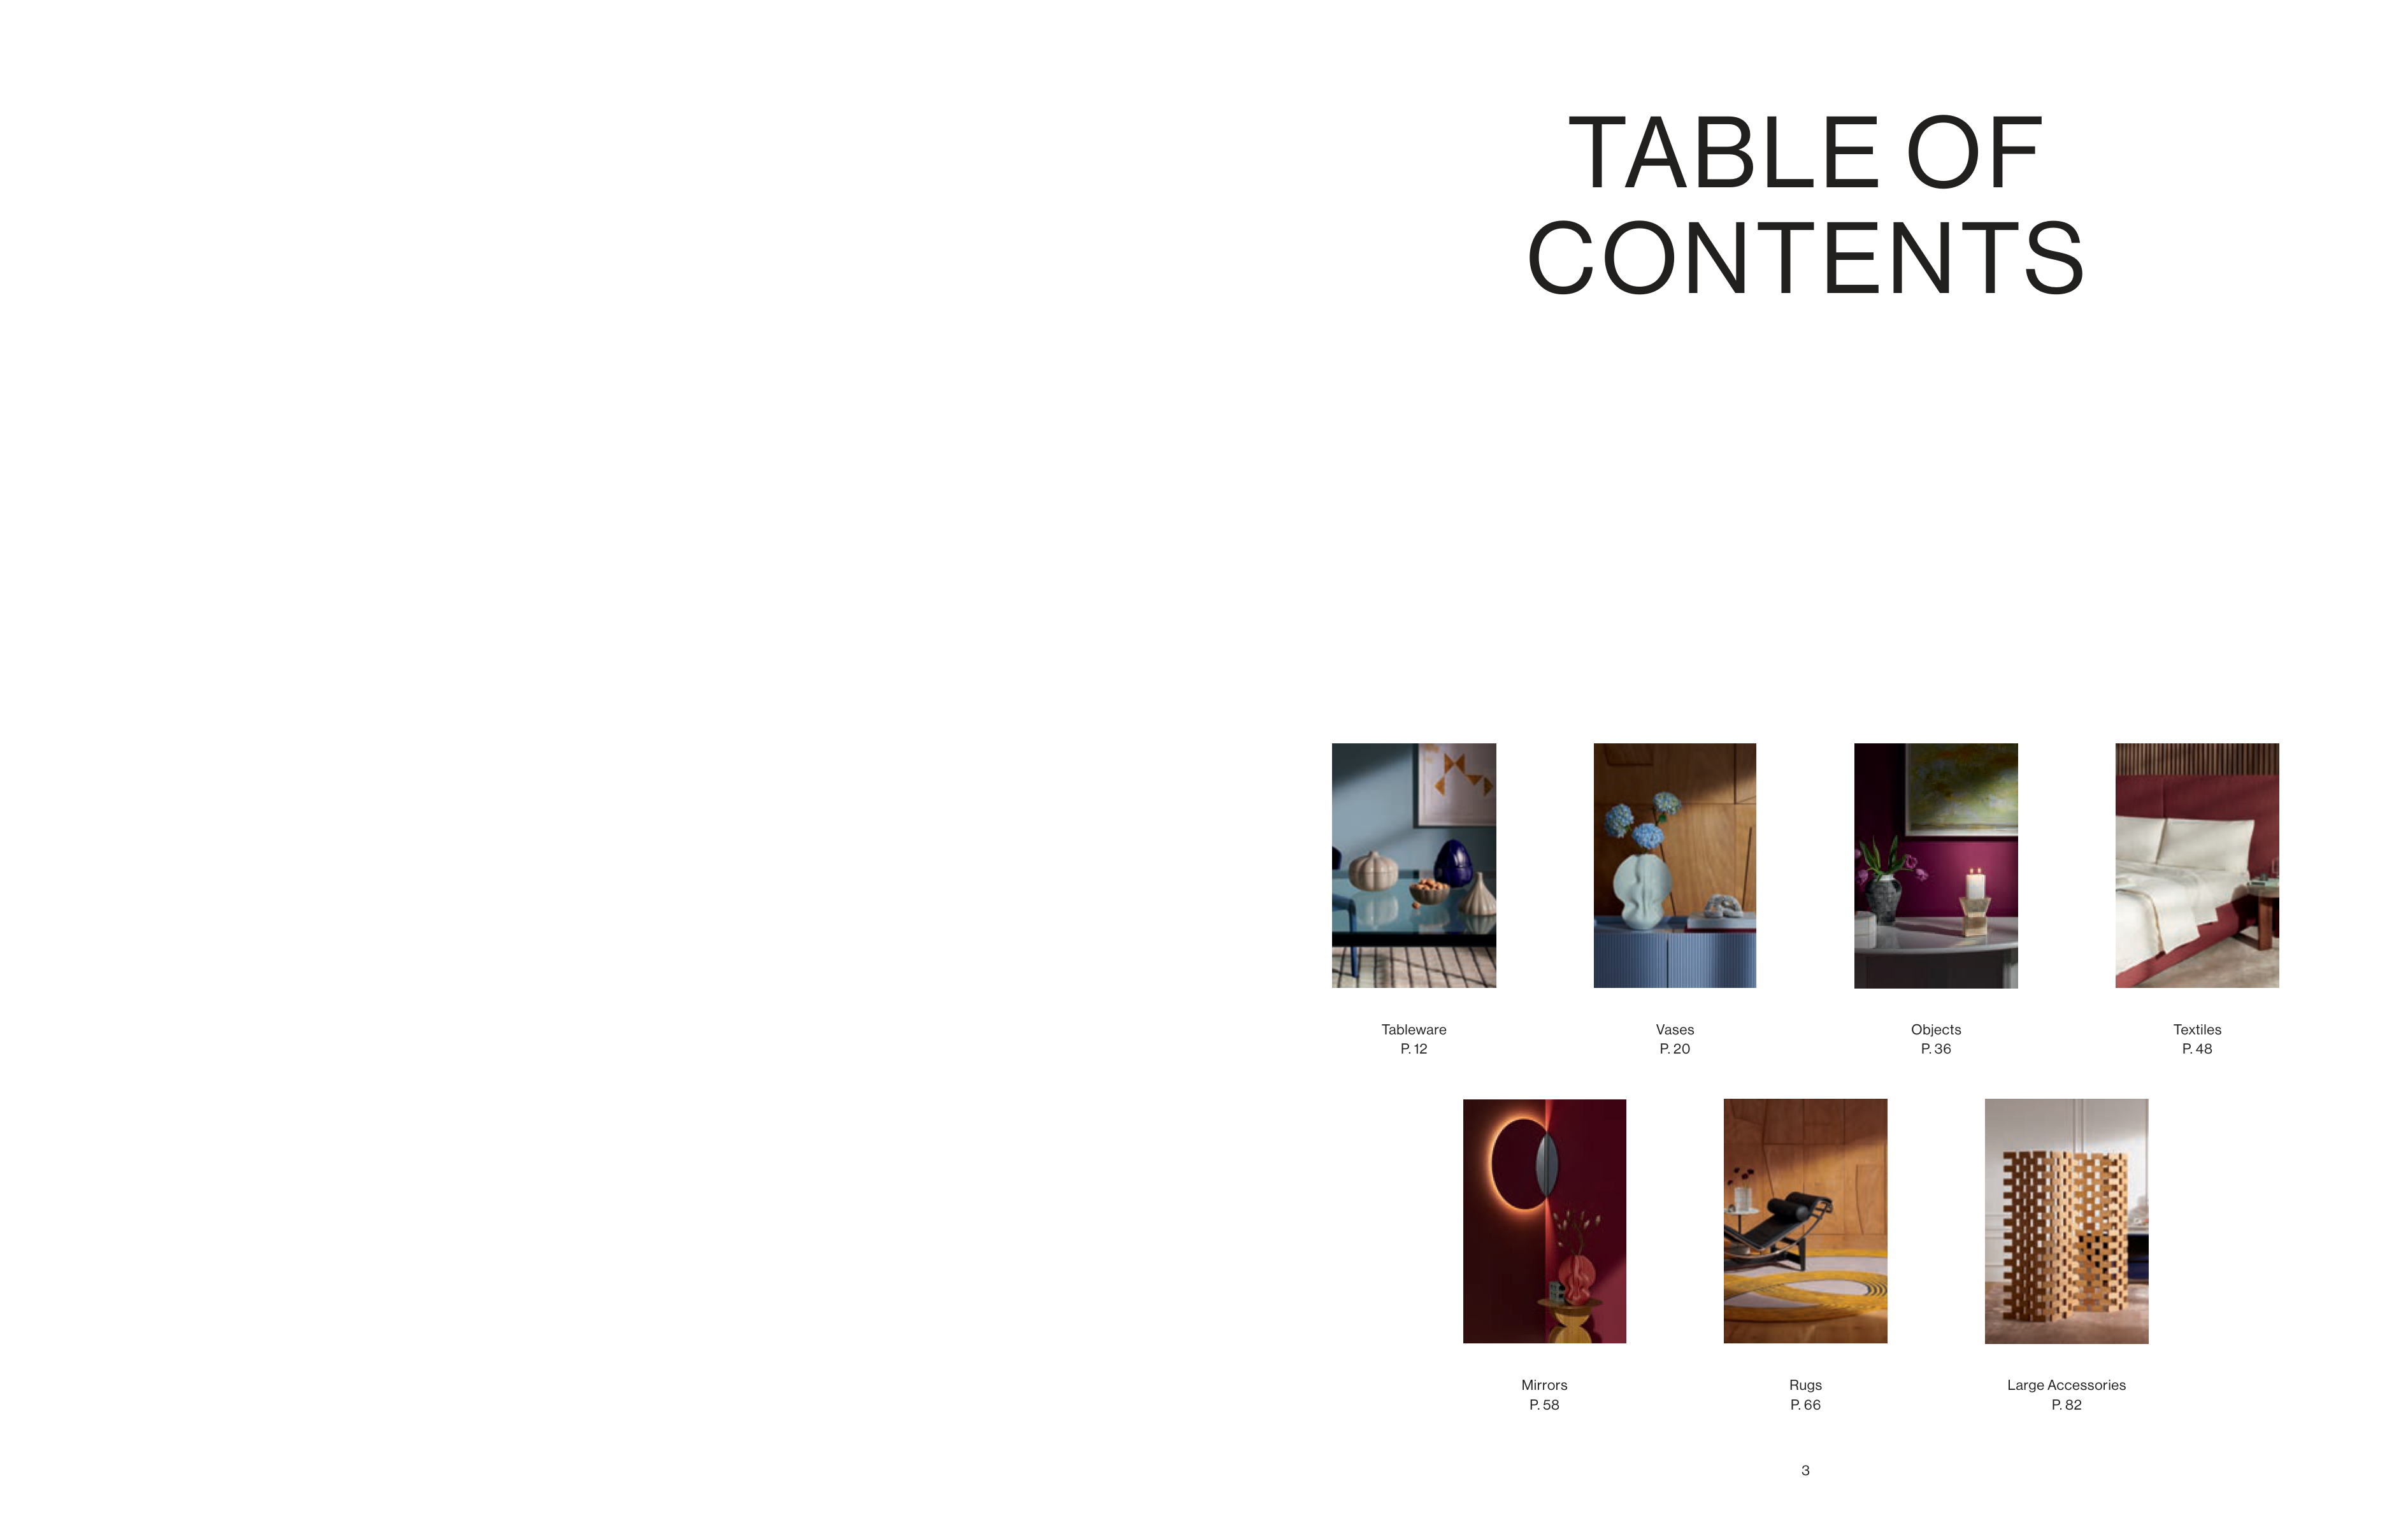 TABLE OF
CONTENTS
Tableware
P. 12
Vases
P. 20
Objects
P. 36
Textiles
P. 48
Mirrors
P. 58
Rugs
P. 66
Large Accessories
P. 82
3